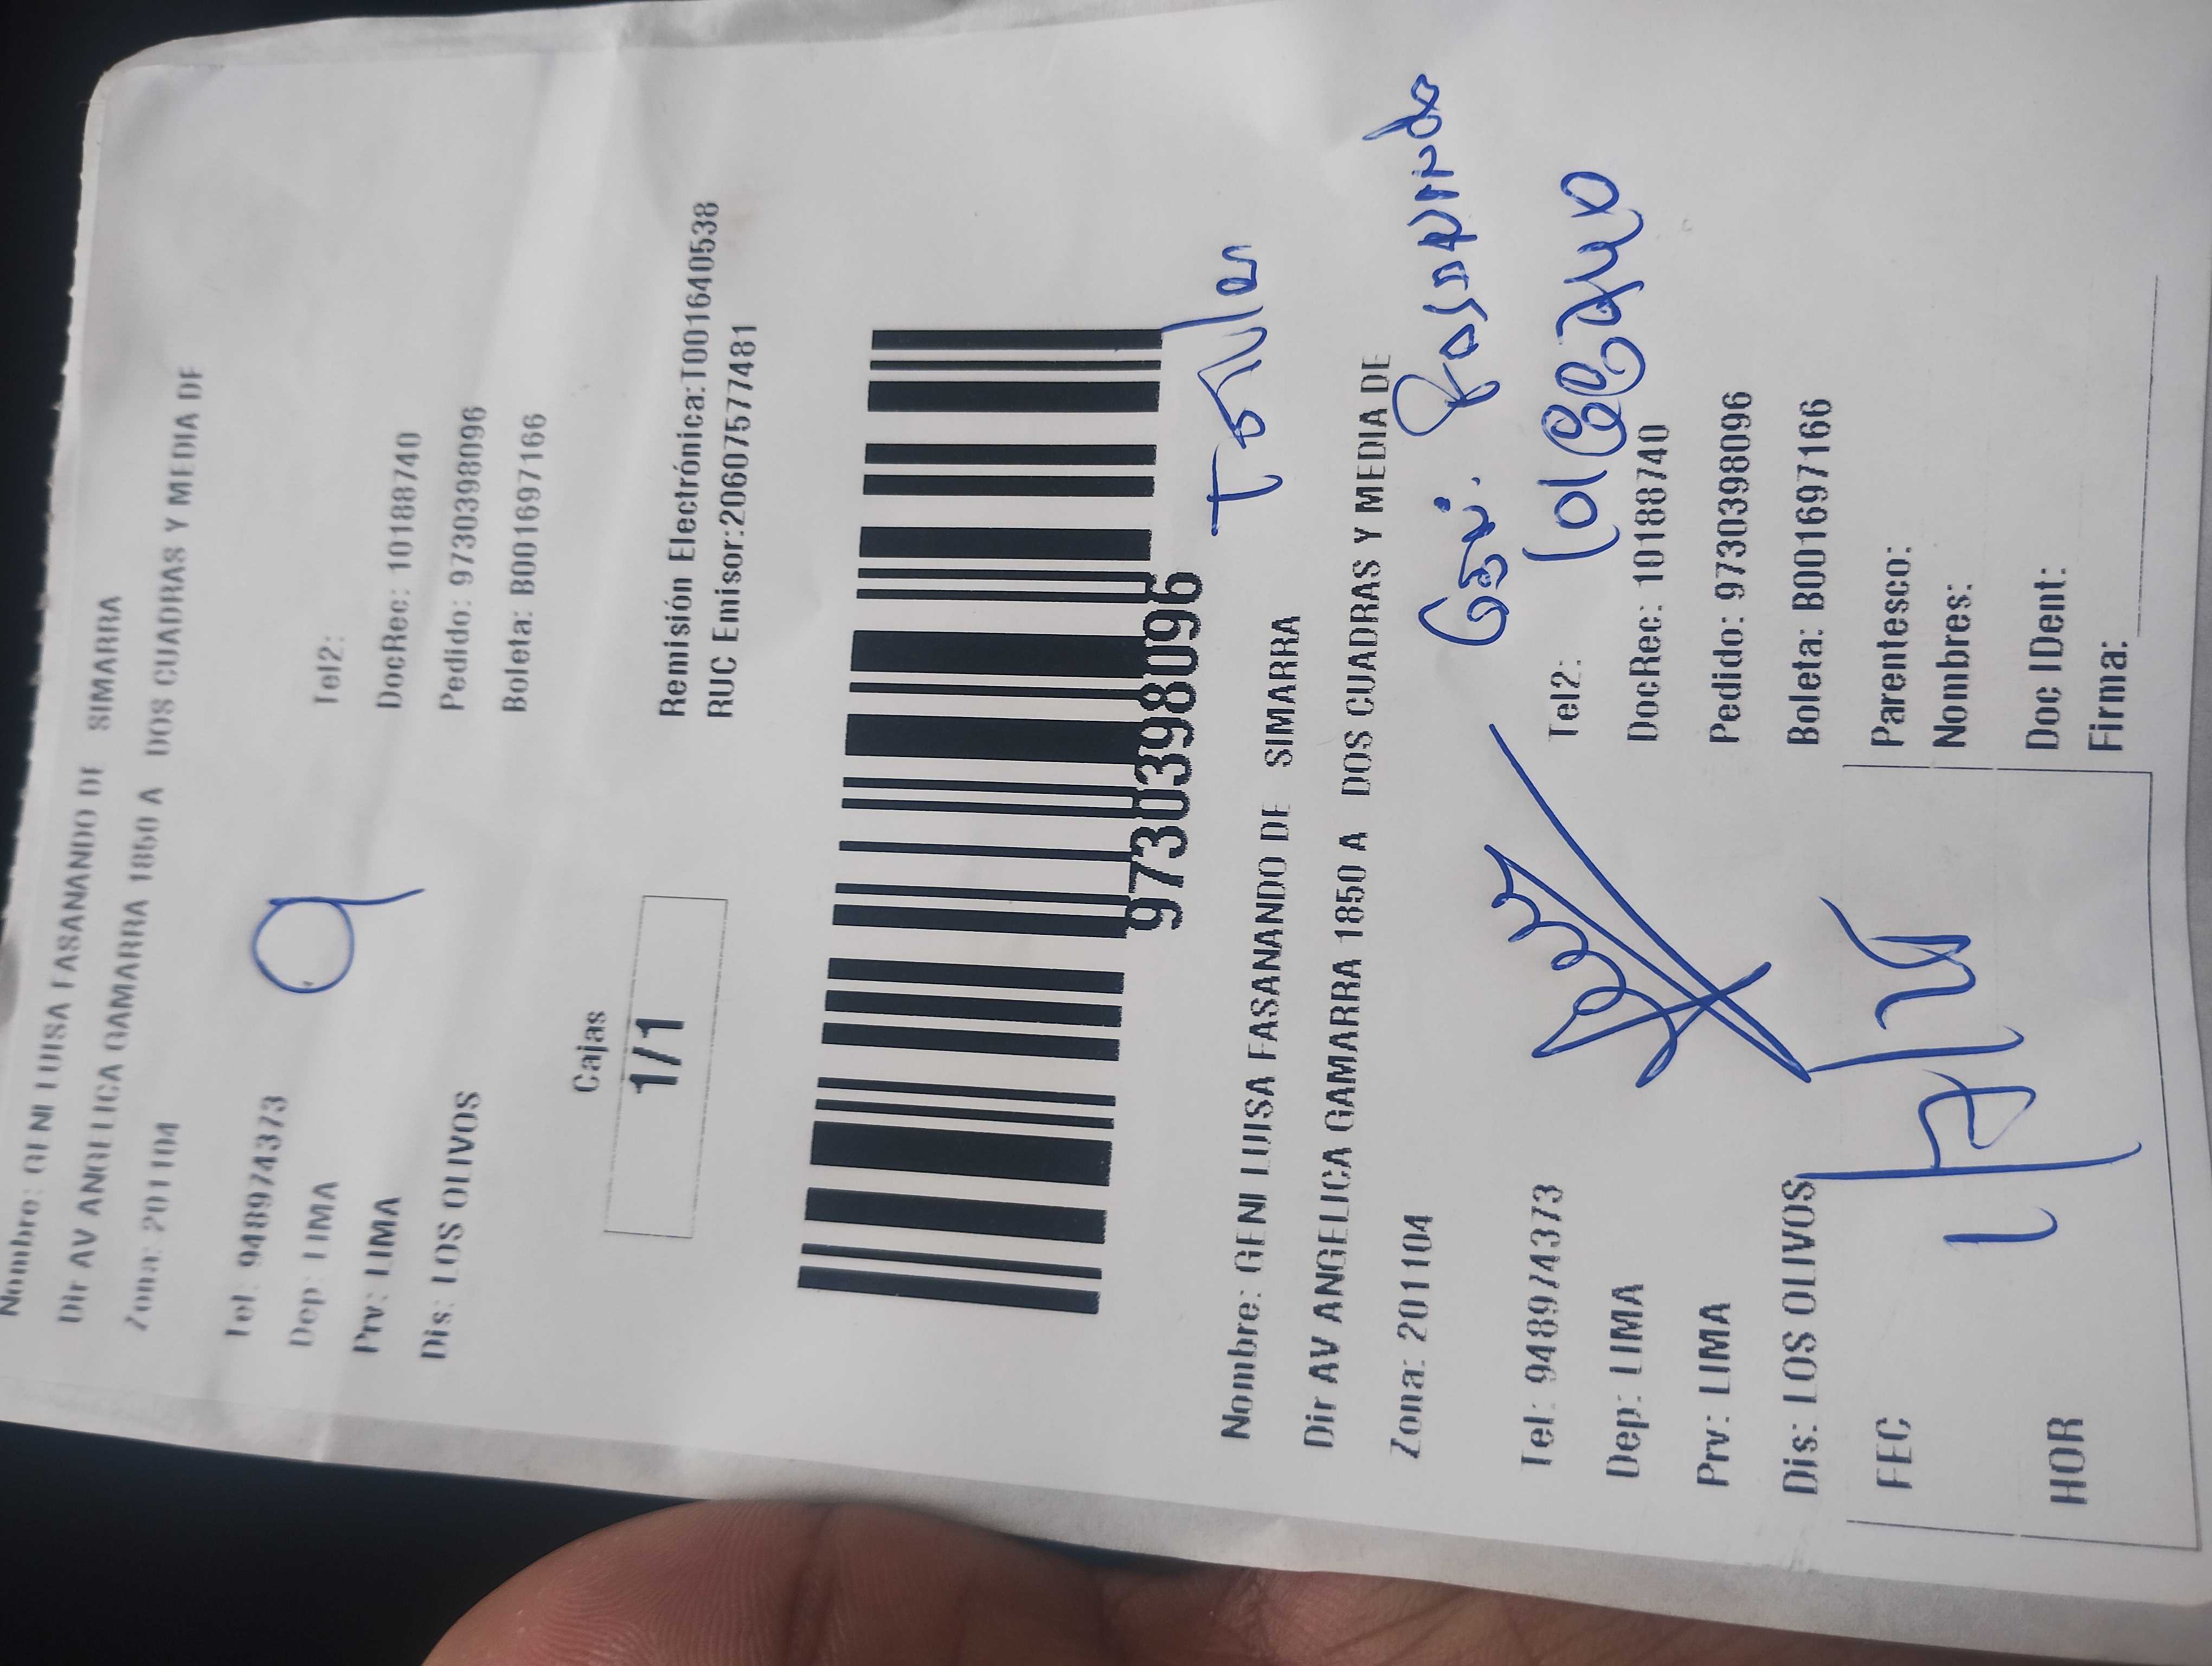 Nombre: GENI LUISA FASANANDO DE SIMARRA
Dir AV ANGELICA GAMARRA 1850 A DOS CUADRAS Y MEDIA DE
Zona: 201104
Tel: 948974373 Tel2:
Dep: LIMA DocRec: 10188740
Prv: LIMA Pedido: 9730398096
Dis: LOS OLIVOS Boleta: B001697166
Cajas
1/1
Remisión Electrónica:T001640538
RUC Emisor:20607577481
9730398096
Nombre: GENI LUISA FASANANDO DE SIMARRA
Titular
Dir AV ANGELICA GAMARRA 1850 A DOS CUADRAS Y MEDIA DE
Zona: 201104
Geni. Fasanando
10188740
Tel: 948974373 Tel2:
Dep: LIMA DocRec: 10188740
Prv: LIMA Pedido: 9730398096
Dis: LOS OLIVOS Boleta: B001697166
FEC Parentesco:
Nombres:
HOR Doc IDent:
Firma: